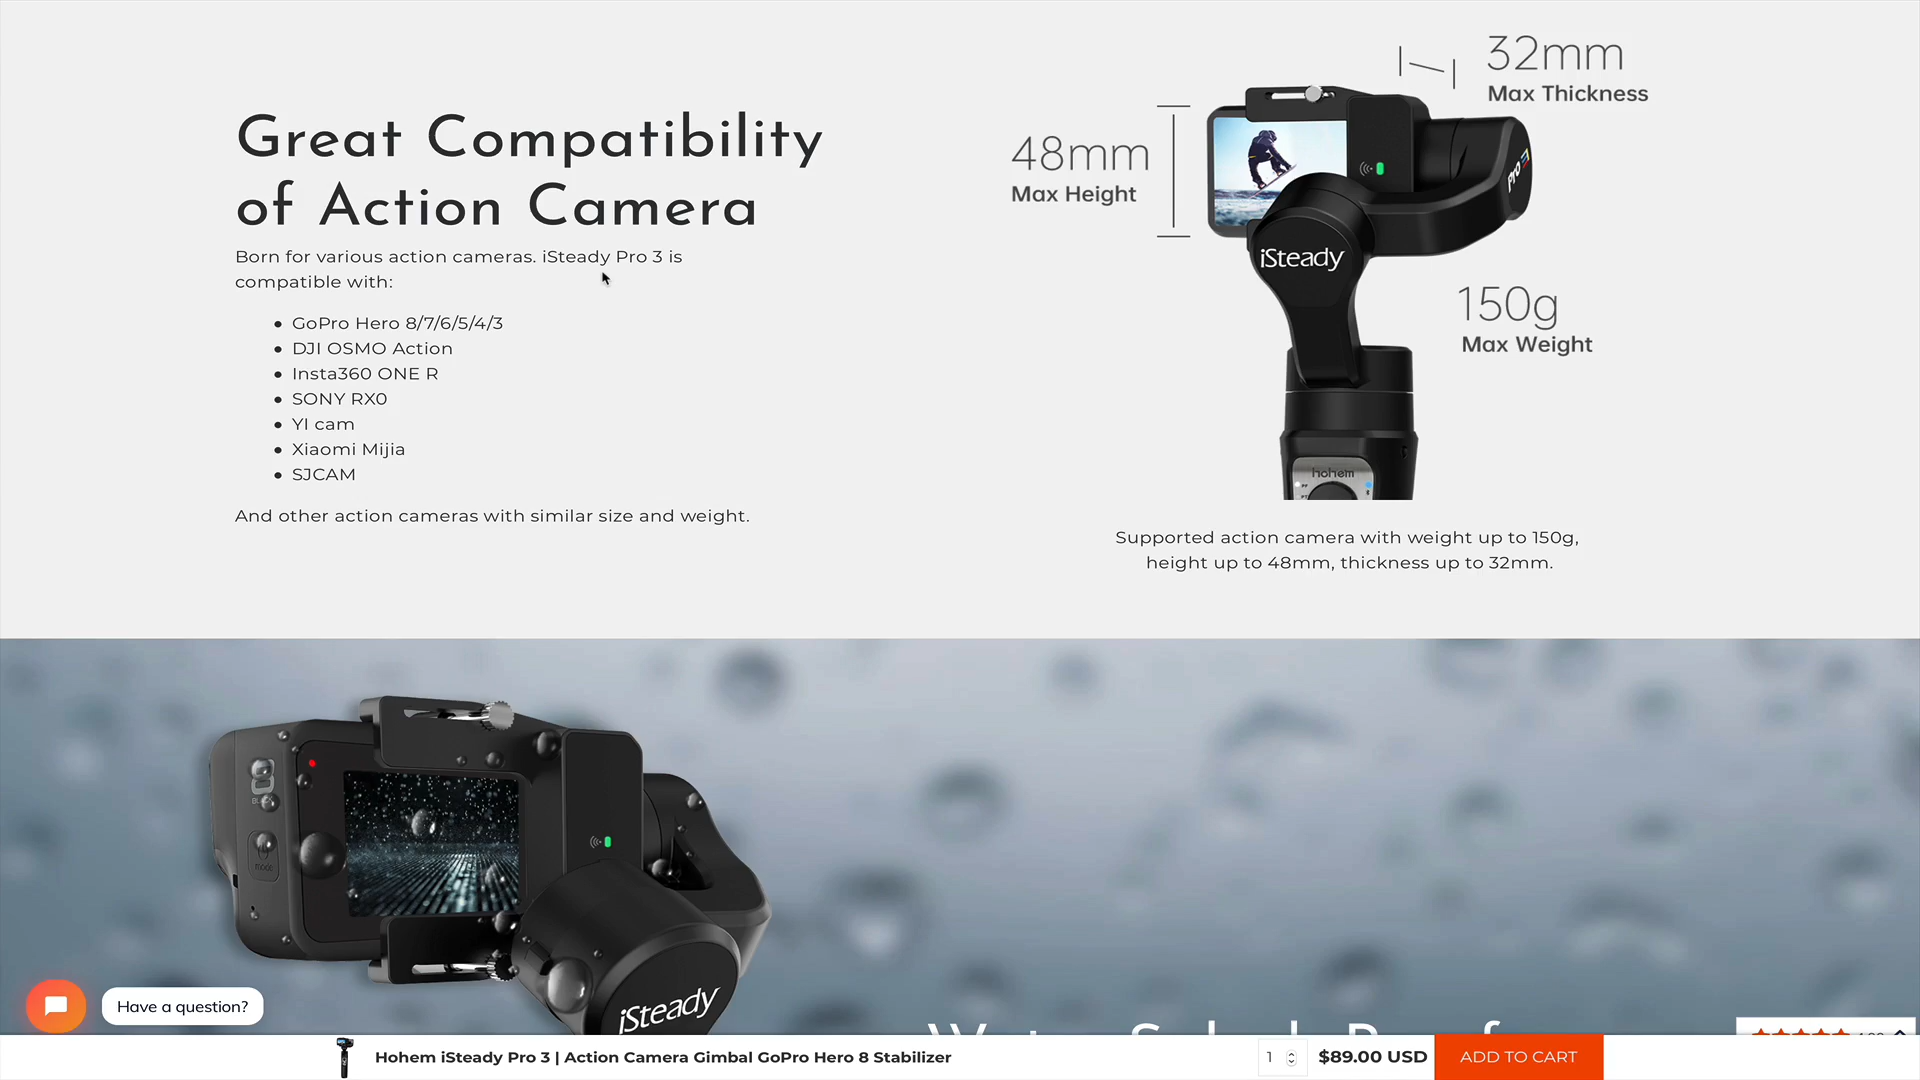 32mm
Max Thickness
48mm
Max Height
Great Compatibility
of Action Camera
Born for various action cameras. iSteady Pro 3 is
compatible with:
GoPro Hero 8/7/6/5/4/3
DJI OSMO Action
Insta360 ONE R
SONY RX0
YI cam
Xiaomi Mijia
SJCAM
And other action cameras with similar size and weight.
Pro 3
iSteady
150g
Max Weight
hohem
Supported action camera with weight up to 150g,
height up to 48mm, thickness up to 32mm.
mode
iSteady
Have a question?
Hohem iSteady Pro 3 | Action Camera Gimbal GoPro Hero 8 Stabilizer
1
$89.00 USD
ADD TO CART